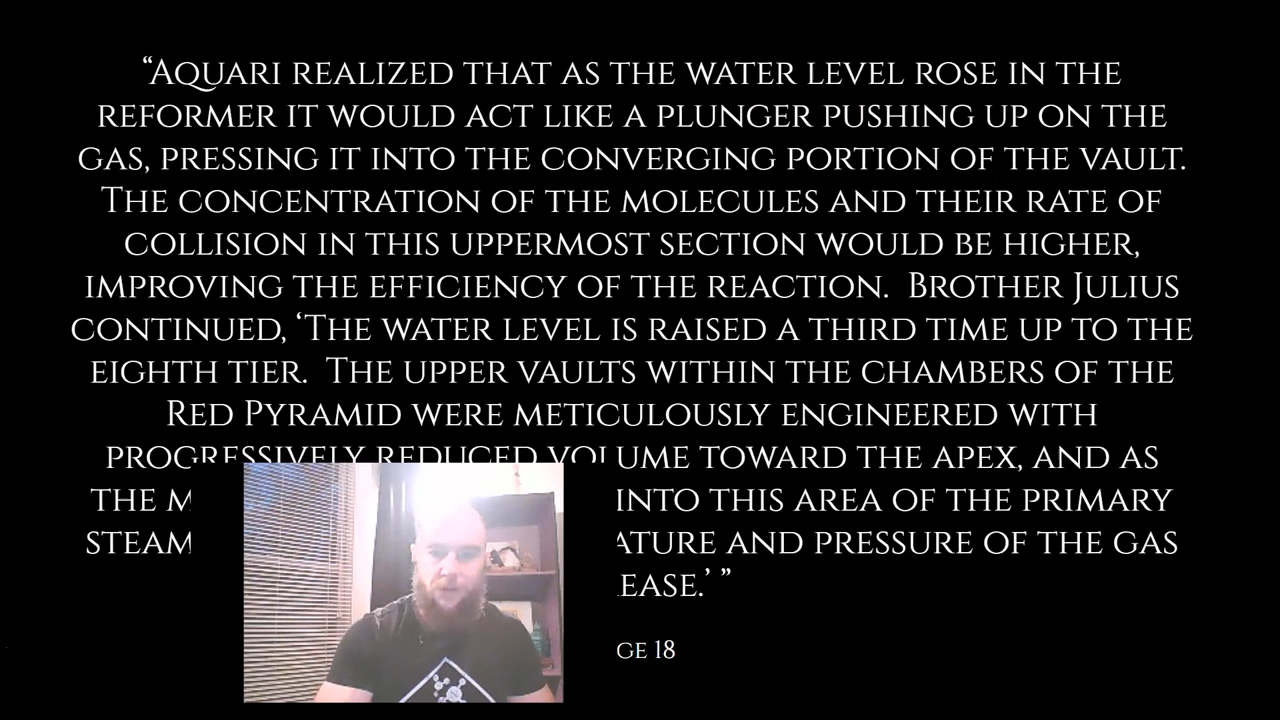 “Aquari realized that as the water level rose in the
reformer it would act like a plunger pushing up on the
gas, pressing it into the converging portion of the vault.
The concentration of the molecules and their rate of
collision in this uppermost section would be higher,
improving the efficiency of the reaction.  Brother Julius
continued, ‘The water level is raised a third time up to the
eighth tier.  The upper vaults within the chambers of the
Red Pyramid were meticulously engineered with
progressively reduced volume toward the apex, and as
the into this area of the primary
steam and pressure of the gas
.’ ”
18